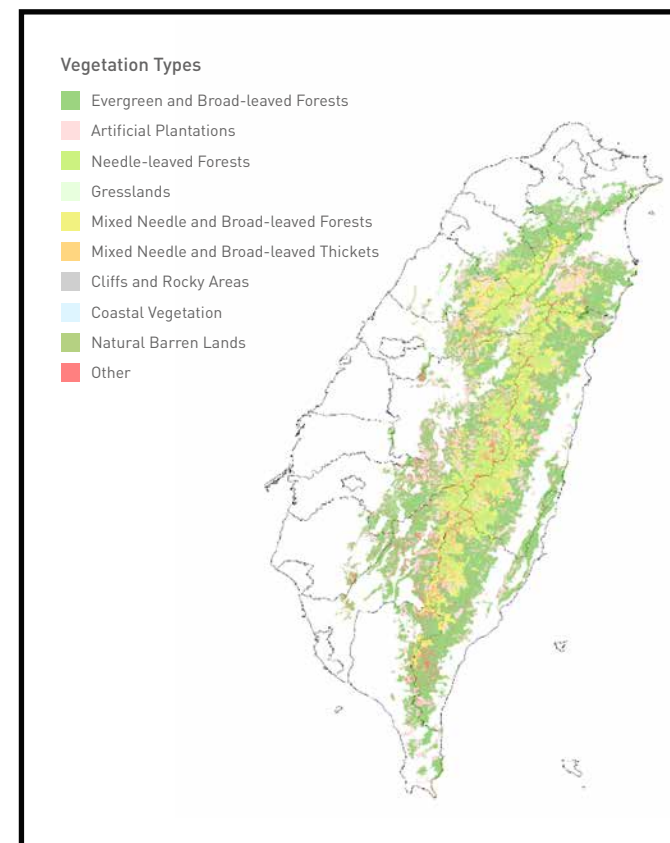 Vegetation Types
Evergreen and Broad-leaved Forests
Artificial Plantations
Needle-leaved Forests
Gresslands
Mixed Needle and Broad-leaved Forests
Mixed Needle and Broad-leaved Thickets
Cliffs and Rocky Areas
Coastal Vegetation
Natural Barren Lands
Other